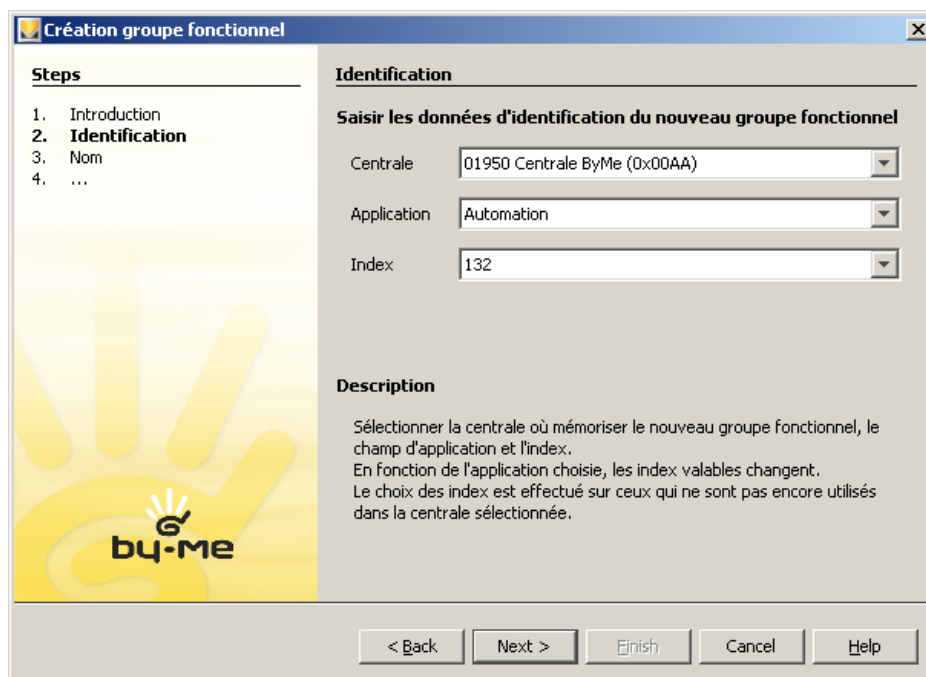 Création groupe fonctionnel
Steps
1. Introduction
2. Identification
3. Nom
4. ...
by-me
Identification
Saisir les données d'identification du nouveau groupe fonctionnel
Centrale 01950 Centrale ByMe (0x00AA)
Application Automation
Index 132
Description
Sélectionner la centrale où mémoriser le nouveau groupe fonctionnel, le
champ d'application et l'index.
En fonction de l'application choisie, les index valables changent.
Le choix des index est effectué sur ceux qui ne sont pas encore utilisés
dans la centrale sélectionnée.
< Back Next > Finish Cancel Help